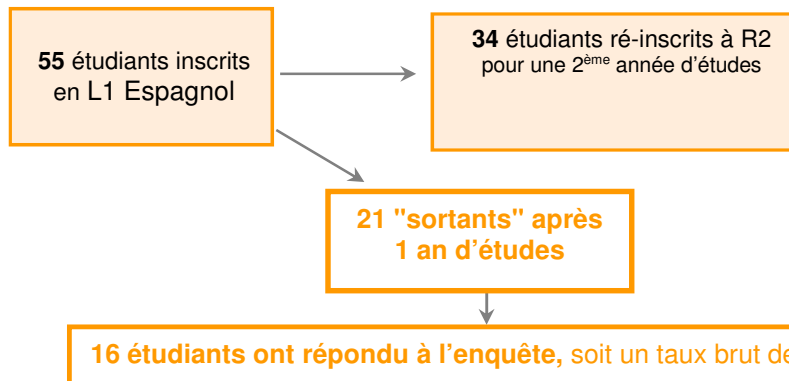 55 étudiants inscrits
en L1 Espagnol
34 étudiants ré-inscrits à R2
pour une 2ème année d'études
21 "sortants" après
1 an d'études
16 étudiants ont répondu à l'enquête, soit un taux brut de